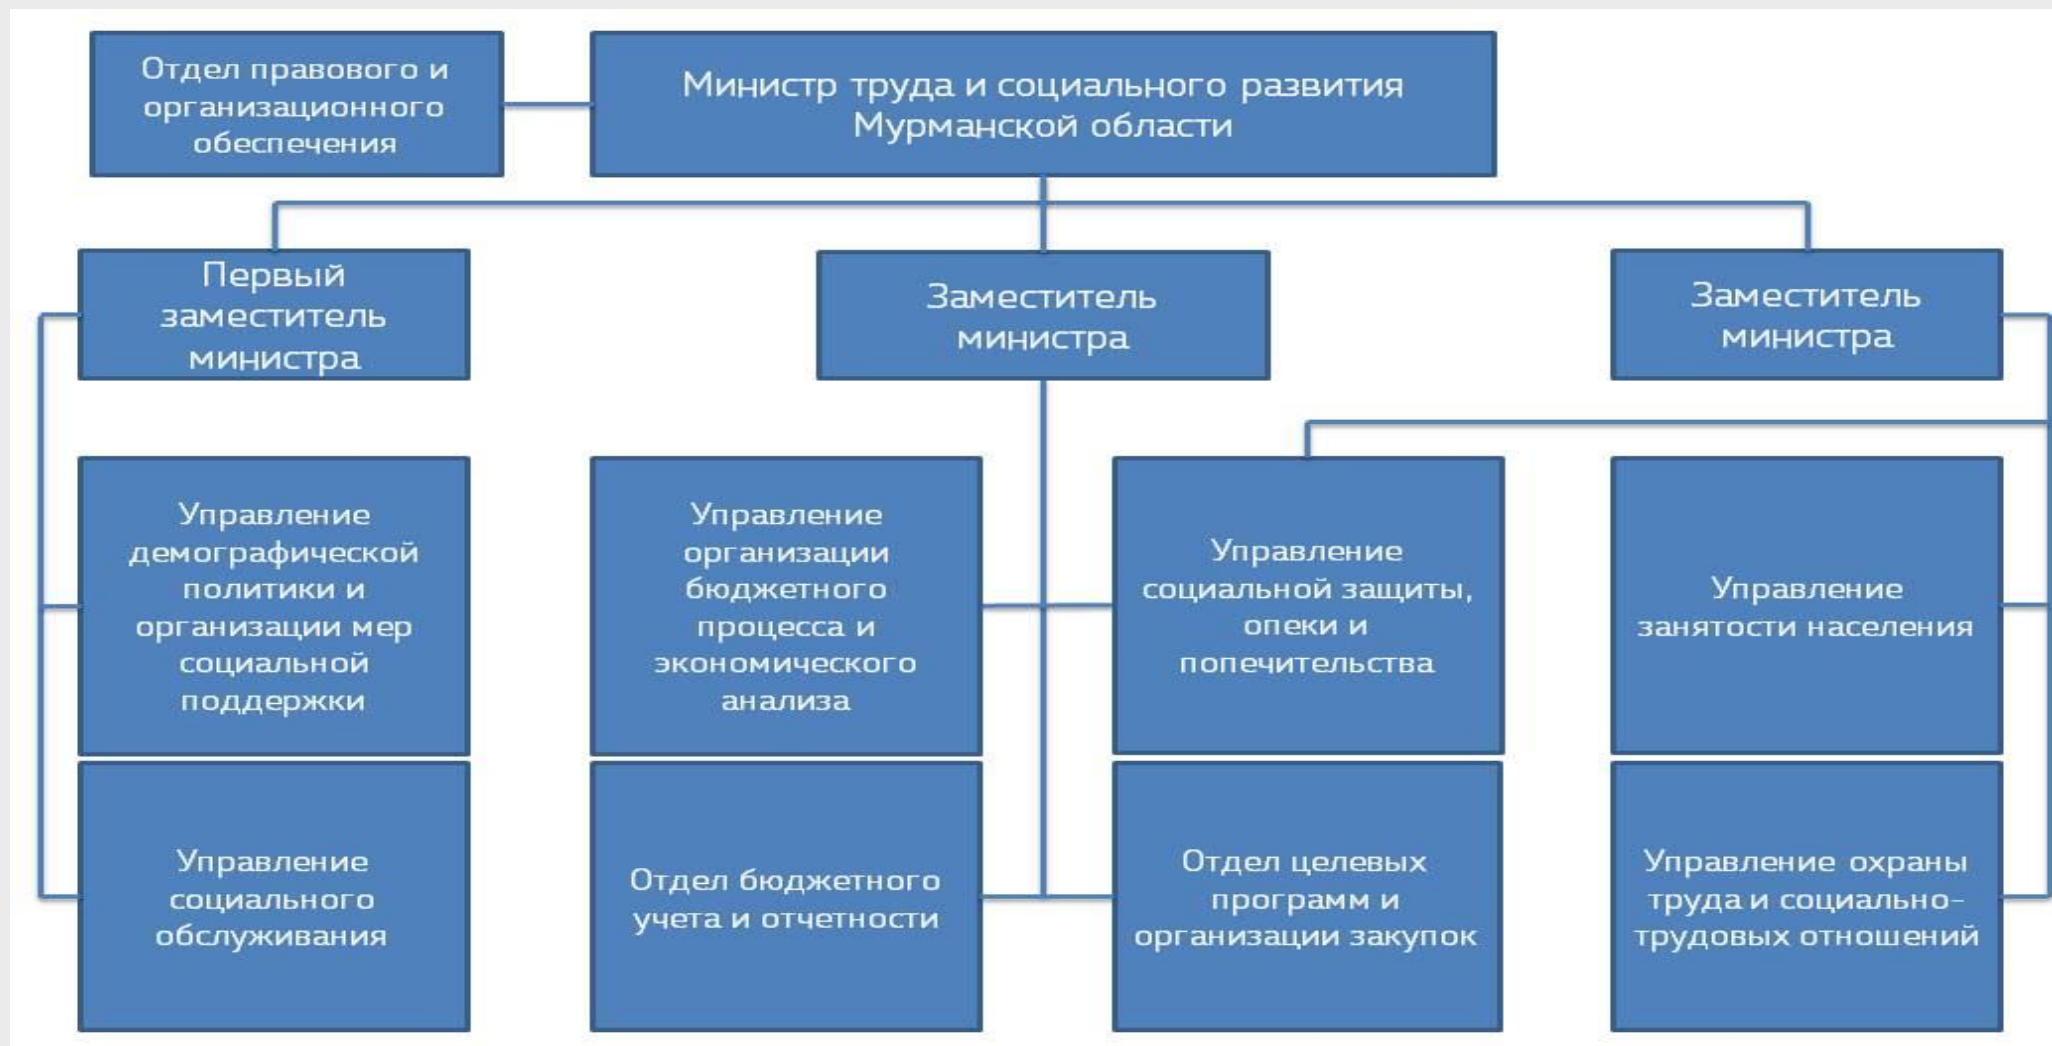 Отдел правового и
организационного
обеспечения
Министр труда и социального развития
Мурманской области
Первый
заместитель
министра
Заместитель
министра
Заместитель
министра
Управление
демографической
политики и
организации мер
социальной
поддержки
Управление
организации
бюджетного
процесса и
экономического
анализа
Управление
социальной защиты,
опеки и
попечительства
Управление
занятости населения
Управление
социального
обслуживания
Отдел бюджетного
учета и отчетности
Отдел целевых
программ и
организации закупок
Управление охраны
труда и социально-
трудовых отношений